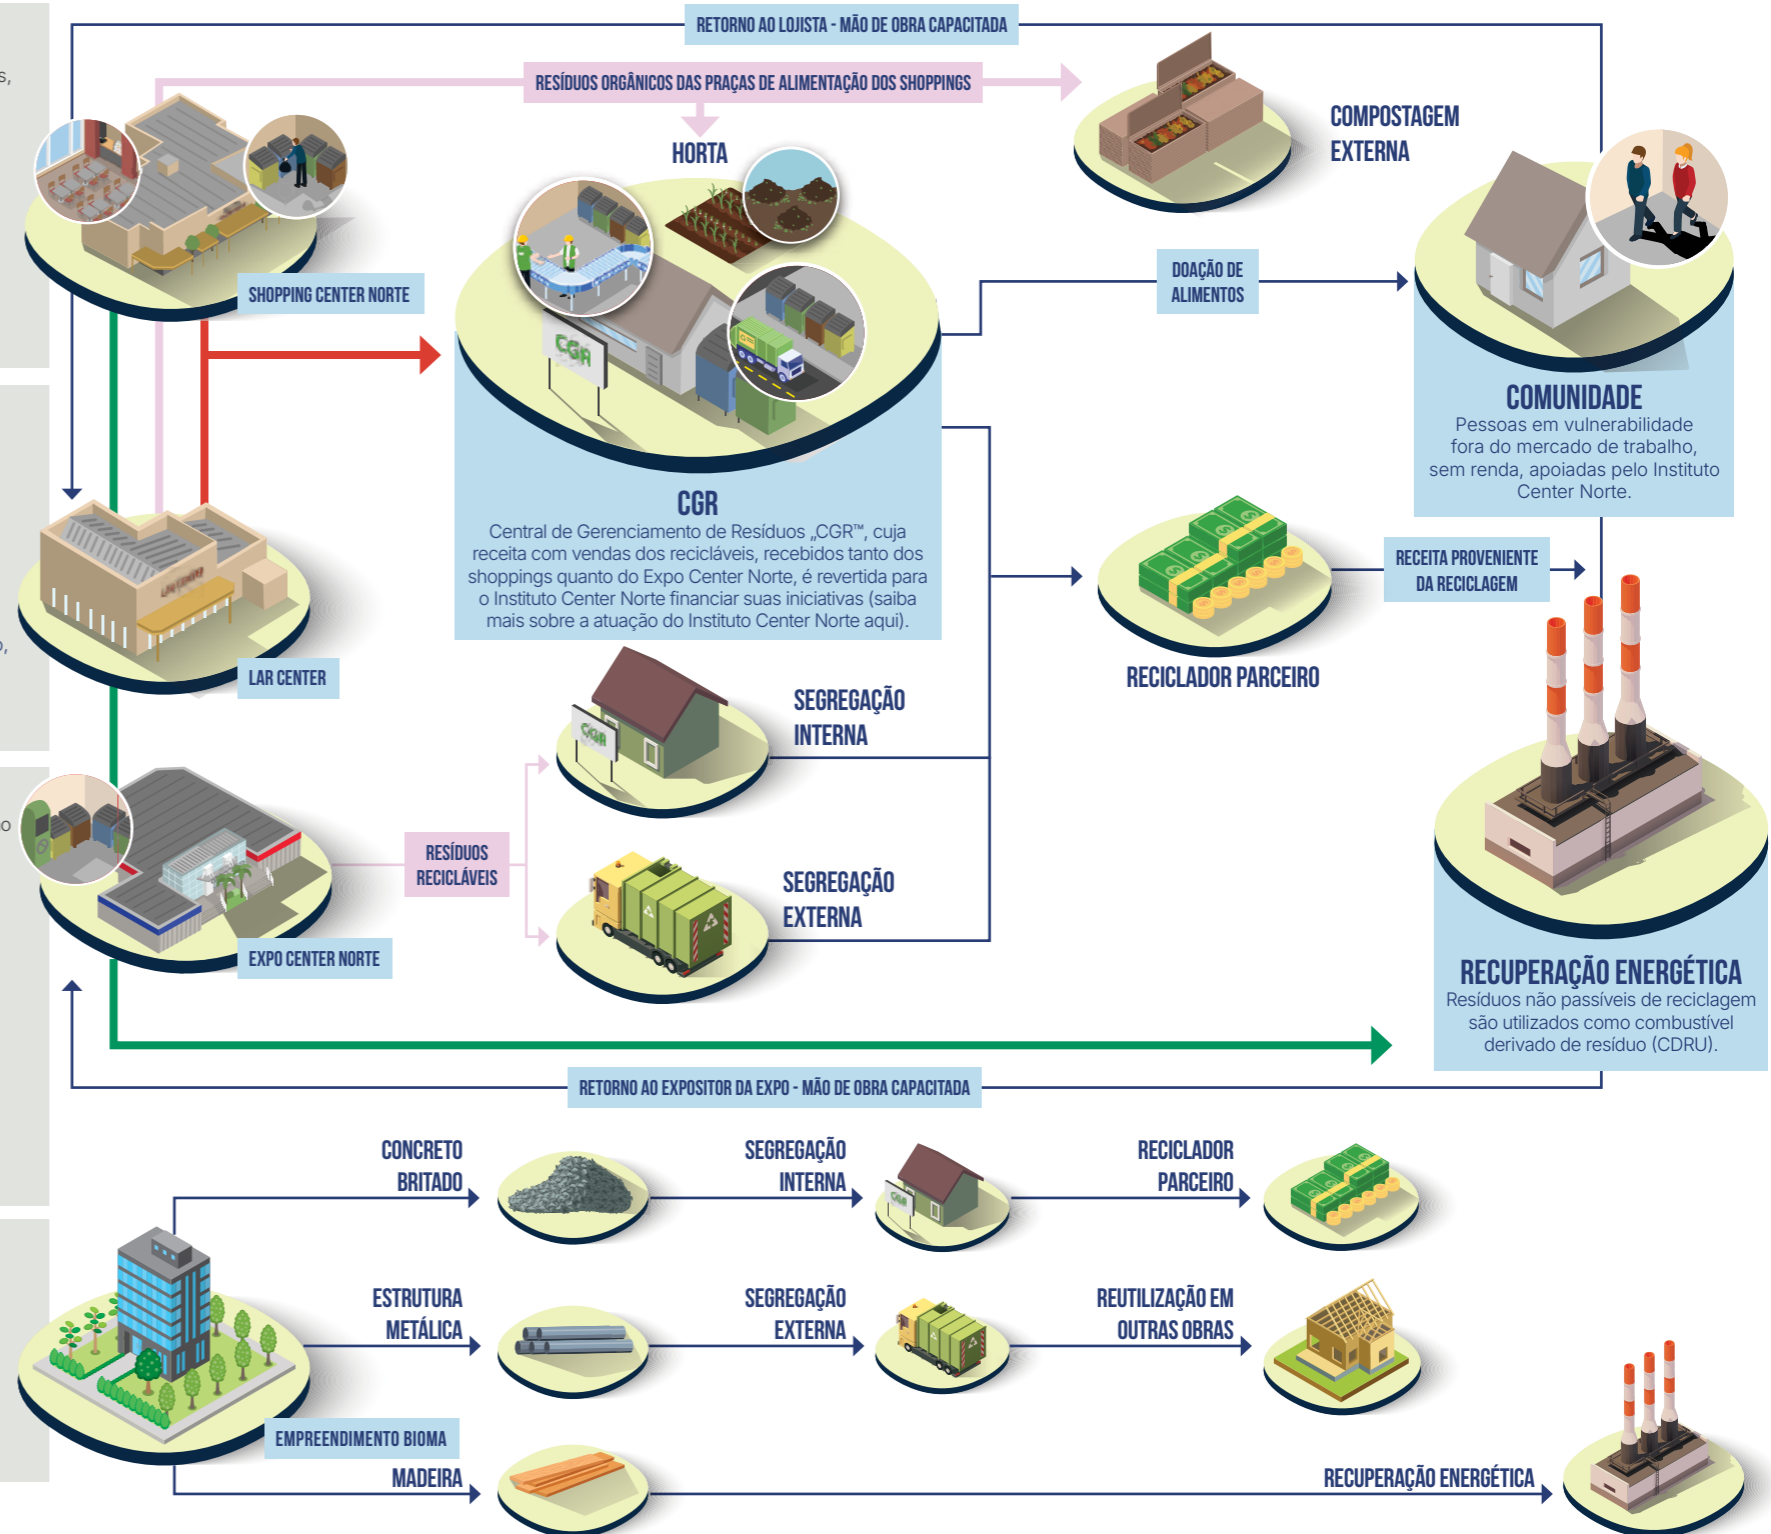 RETORNO AO LOJISTA - MÃO DE OBRA CAPACITADA
s,
RESÍDUOS ORGÂNICOS DAS PRAÇAS DE ALIMENTAÇÃO DOS SHOPPINGS
COMPOSTAGEM
EXTERNA
HORTA
SHOPPING CENTER NORTE
DOAÇÃO DE
ALIMENTOS
CGR
COMUNIDADE
Pessoas em vulnerabilidade
fora do mercado de trabalho,
sem renda, apoiadas pelo Instituto
Center Norte.
CGR
Central de Gerenciamento de Resíduos „CGR™, cuja
receita com vendas dos recicláveis, recebidos tanto dos
shoppings quanto do Expo Center Norte, é revertida para
o Instituto Center Norte financiar suas iniciativas (saiba
mais sobre a atuação do Instituto Center Norte aqui).
RECEITA PROVENIENTE
DA RECICLAGEM
LAR CENTER
RECICLADOR PARCEIRO
SEGREGAÇÃO
INTERNA
CGR
RESÍDUOS
RECICLÁVEIS
SEGREGAÇÃO
EXTERNA
EXPO CENTER NORTE
RECUPERAÇÃO ENERGÉTICA
Resíduos não passíveis de reciclagem
são utilizados como combustível
derivado de resíduo (CDRU).
RETORNO AO EXPOSITOR DA EXPO - MÃO DE OBRA CAPACITADA
CONCRETO
BRITADO
SEGREGAÇÃO
INTERNA
CGR
RECICLADOR
PARCEIRO
ESTRUTURA
METÁLICA
SEGREGAÇÃO
EXTERNA
REUTILIZAÇÃO EM
OUTRAS OBRAS
EMPREENDIMENTO BIOMA
MADEIRA
RECUPERAÇÃO ENERGÉTICA